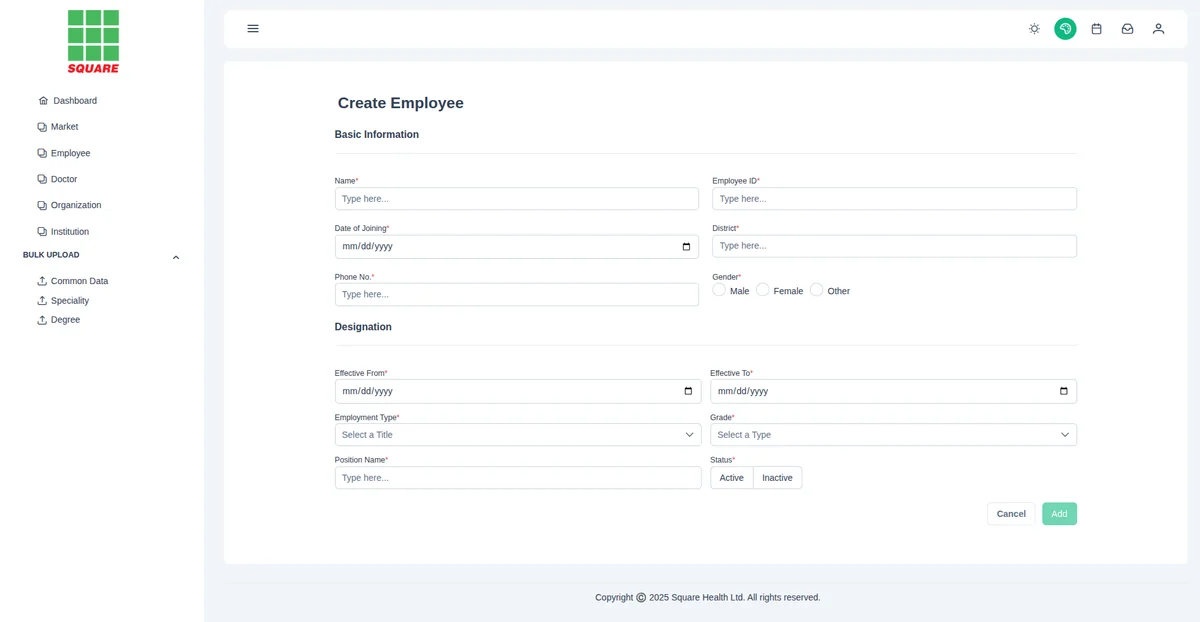 SQUARE
Dashboard
Market
Employee
Doctor
Organization
Institution
BULK UPLOAD
Common Data
Speciality
Degree
Create Employee
Basic Information
Name* Employee ID*
Type here... Type here...
Date of Joining* District*
mm/dd/yyyy Type here...
Phone No.* Gender*
Type here... Male Female Other
Designation
Effective From* Effective To*
mm/dd/yyyy mm/dd/yyyy
Employment Type* Grade*
Select a Title Select a Type
Position Name* Status*
Type here... Active Inactive
Cancel Add
Copyright © 2025 Square Health Ltd. All rights reserved.